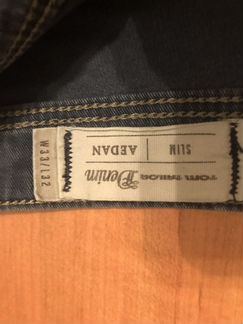 TOM TAILOR
Denim
SLIM | AEDAN
W33/L32